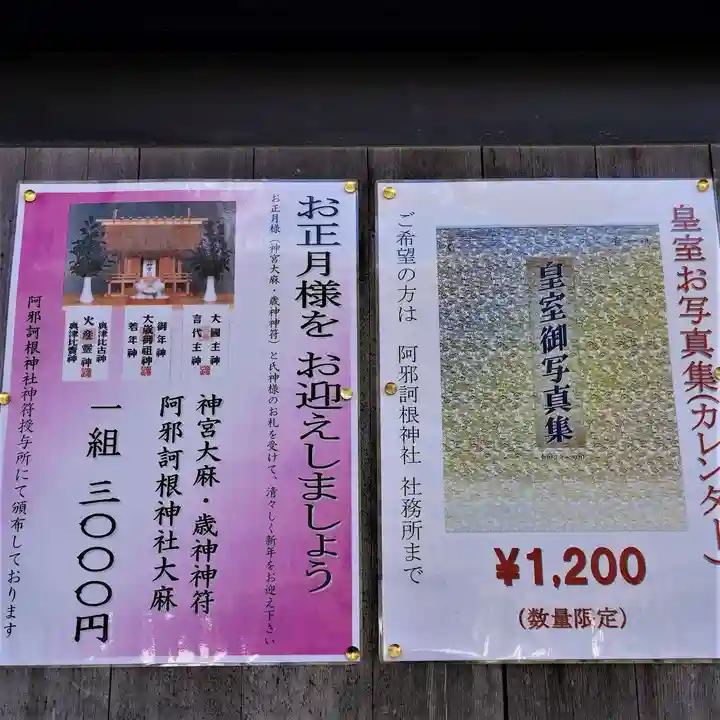 お正月様を お迎えしましょう
お正月様(神宮大麻・歳神神符)と氏神様のお札を受けて、清々しく新年をお迎え下さい
大國主神
言代主神
御年神
大歳御祖神
若年神
奥津比古神
火産霊神
奥津比賣神
神宮大麻・歳神神符
阿邪訶根神社大麻
一組 三〇〇〇円
阿邪訶根神社神符授与所にて頒布しております
皇室お写真集(カレンダー)
皇室御写真集
ご希望の方は 阿邪訶根神社 社務所まで
¥1,200
(数量限定)